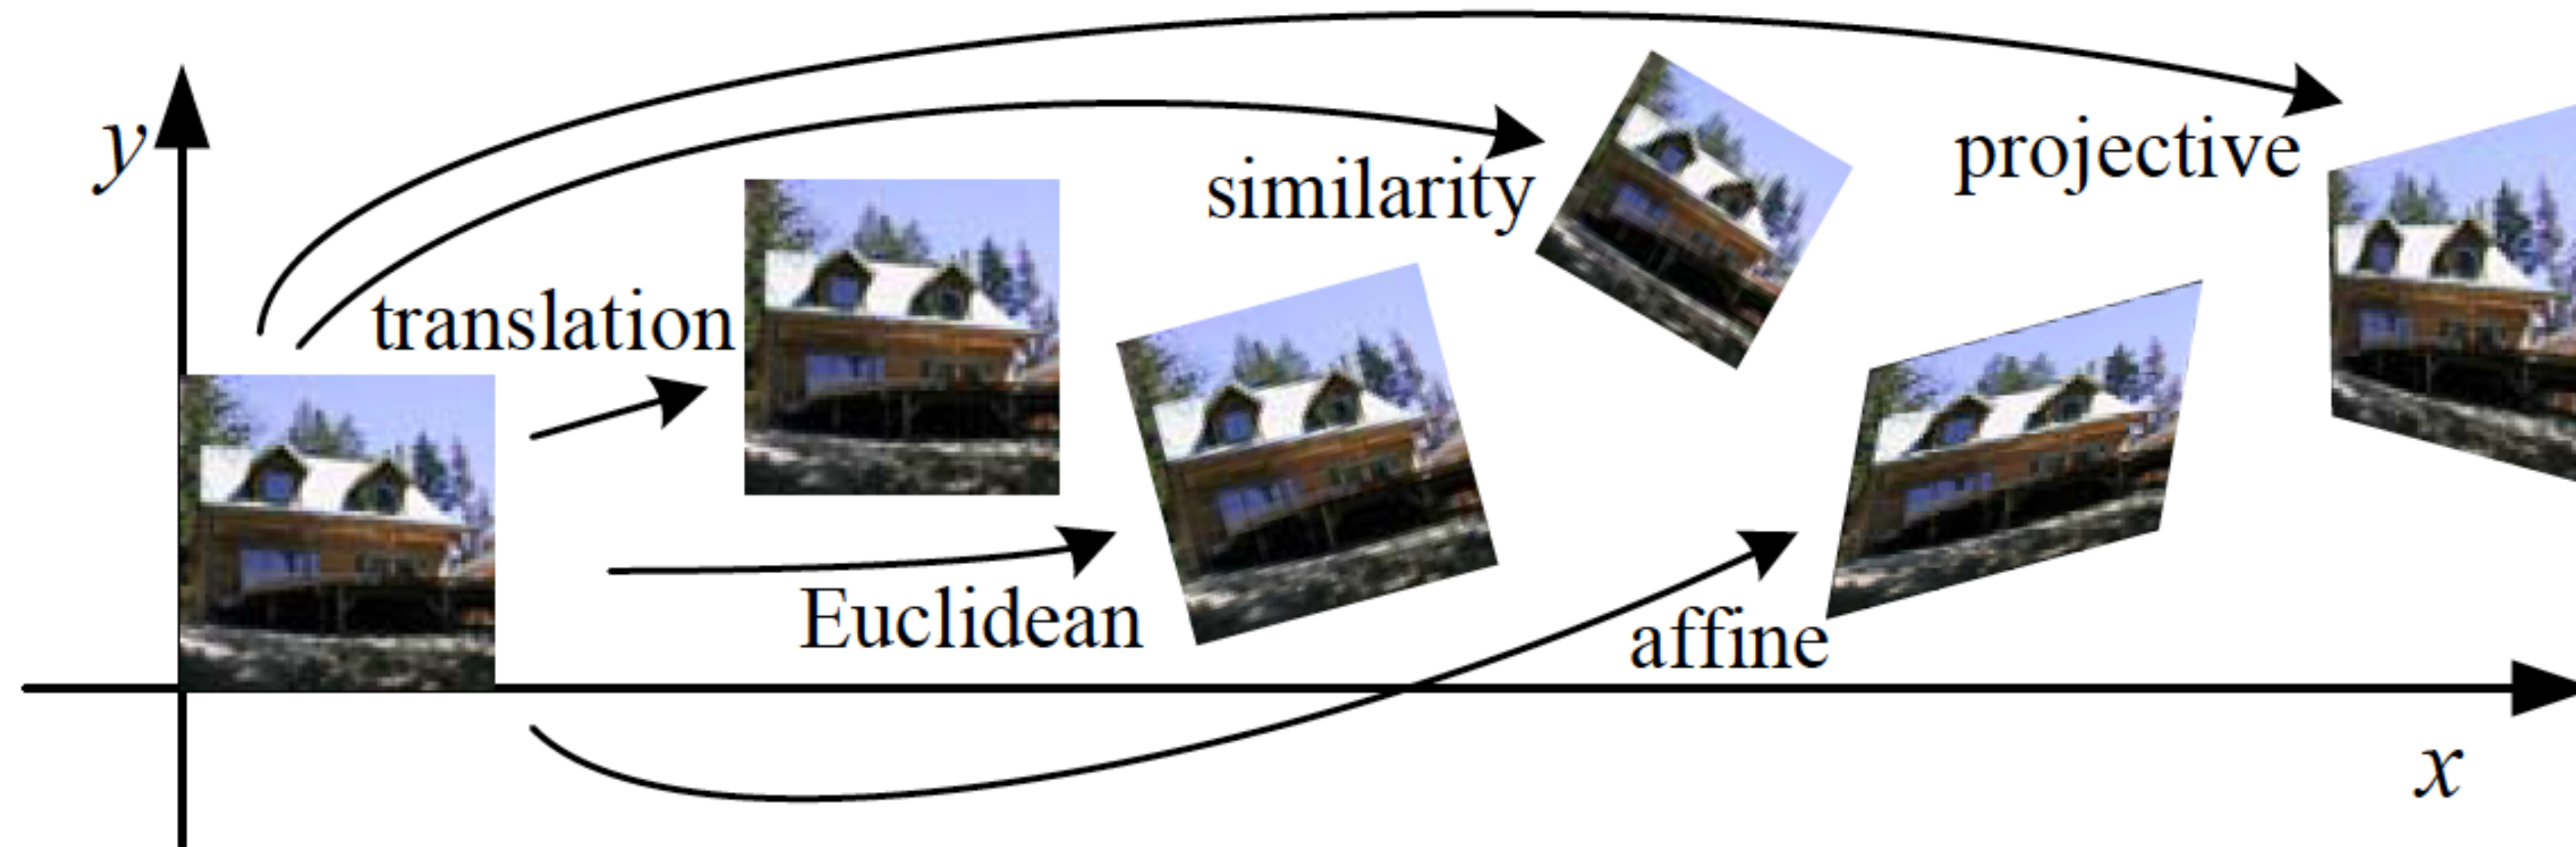 y
similarity
projective
translation
Euclidean
affine
x